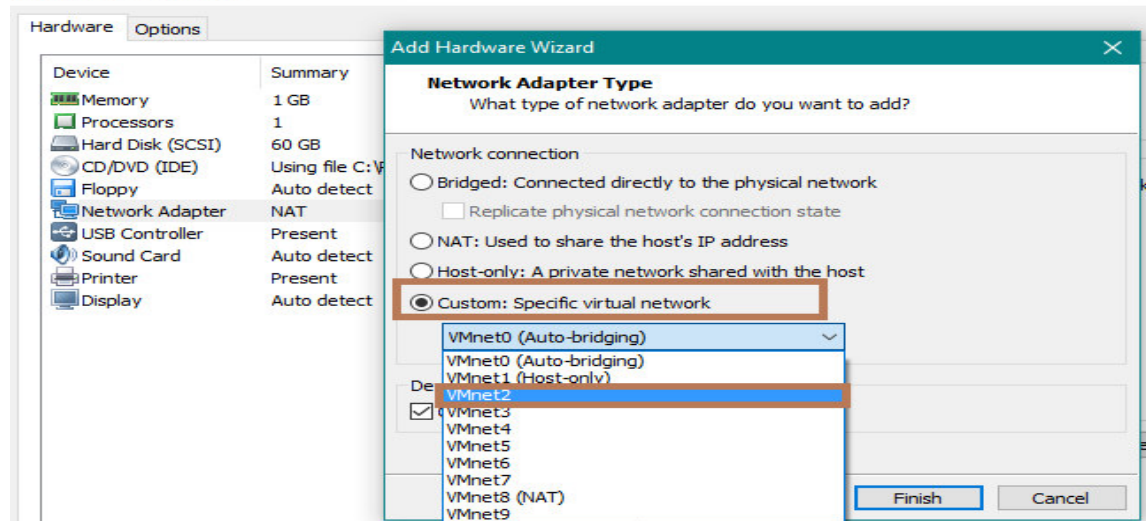 Hardware Options
Device Summary
Memory 1 GB
Processors 1
Hard Disk (SCSI) 60 GB
CD/DVD (IDE) Using file C:\
Floppy Auto detect
Network Adapter NAT
USB Controller Present
Sound Card Auto detect
Printer Present
Display Auto detect
Add Hardware Wizard
Network Adapter Type
What type of network adapter do you want to add?
Network connection
Bridged: Connected directly to the physical network
Replicate physical network connection state
NAT: Used to share the host's IP address
Host-only: A private network shared with the host
Custom: Specific virtual network
VMnet0 (Auto-bridging)
VMnet0 (Auto-bridging)
VMnet1 (Host-only)
VMnet2
VMnet3
VMnet4
VMnet5
VMnet6
VMnet7
VMnet8 (NAT)
VMnet9
Finish Cancel